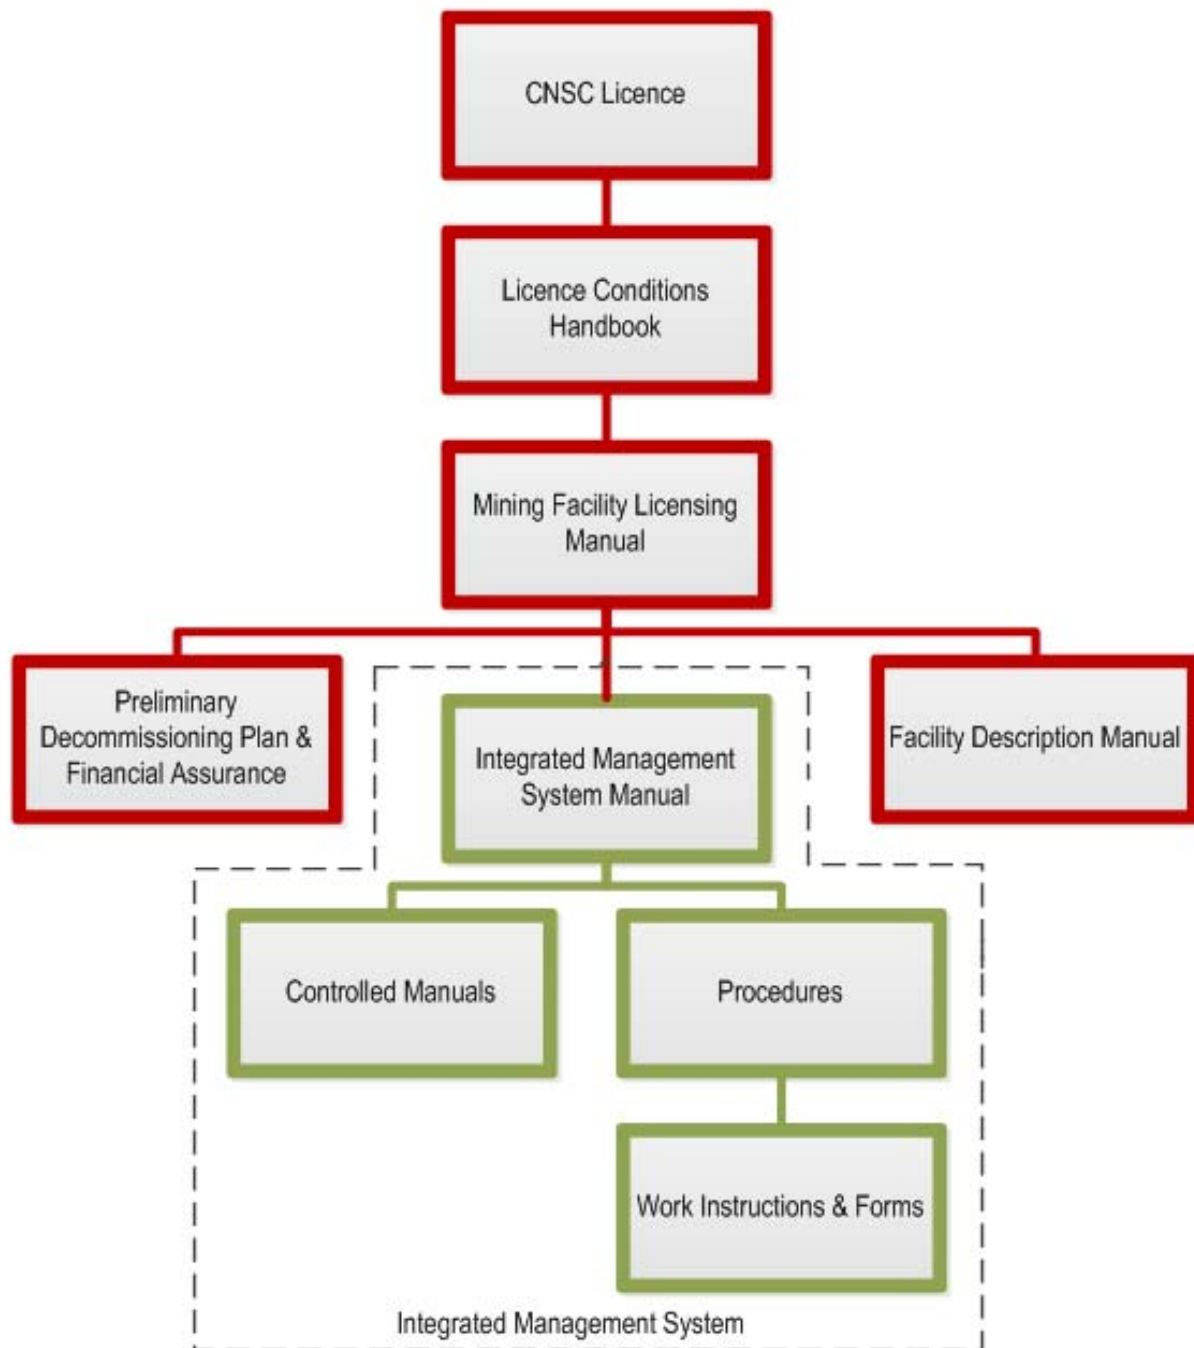 CNSC Licence
Licence Conditions
Handbook
Mining Facility Licensing
Manual
Preliminary
Decommissioning Plan &
Financial Assurance
Integrated Management
System Manual
Facility Description Manual
Controlled Manuals
Procedures
Work Instructions & Forms
Integrated Management System